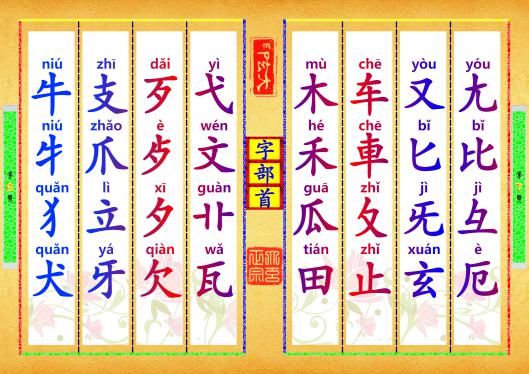 niú zhī dǎi yì
牛 支 歹 弋
niú zhǎo è wén
牜 爪 歺 文
quǎn lì xī guàn
犭 立 夕 卝
quǎn yá qiàn wǎ
犬 牙 欠 瓦
字部首
mù chē yòu yóu
木 车 又 尢
hé chē bǐ bǐ
禾 車 匕 比
guā zhǐ jì jì
瓜 夂 旡 彑
tián zhǐ xuán è
田 止 玄 厄